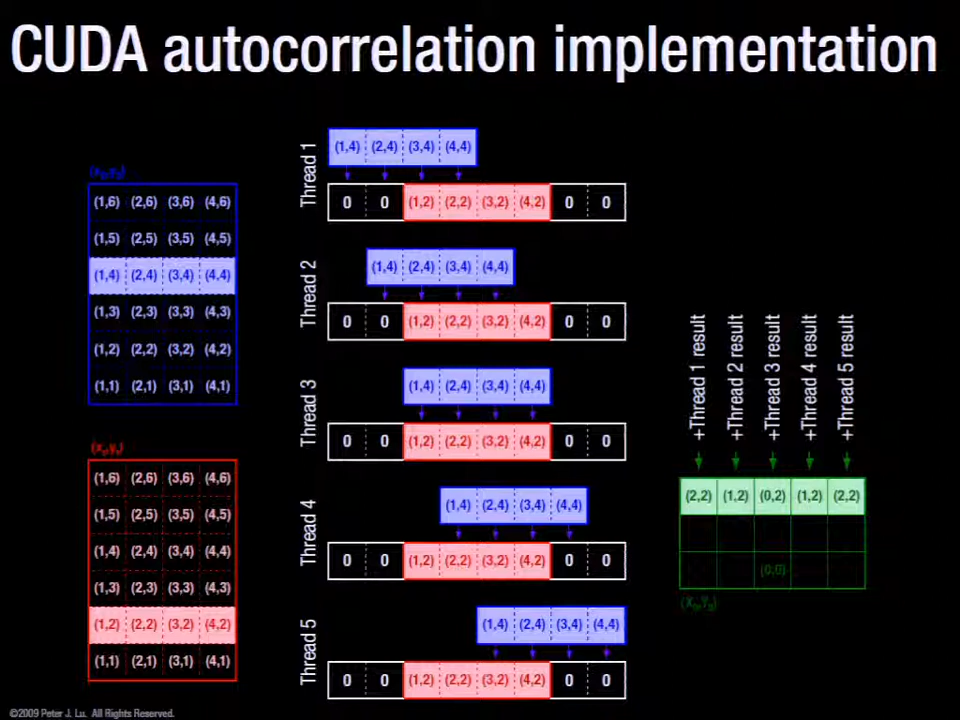 CUDA autocorrelation implementation
(1,6) (2,6) (3,6) (4,6)
(1,5) (2,5) (3,5) (4,5)
(1,4) (2,4) (3,4) (4,4)
(1,3) (2,3) (3,3) (4,3)
(1,2) (2,2) (3,2) (4,2)
(1,1) (2,1) (3,1) (4,1)
(1,6) (2,6) (3,6) (4,6)
(1,5) (2,5) (3,5) (4,5)
(1,4) (2,4) (3,4) (4,4)
(1,3) (2,3) (3,3) (4,3)
(1,2) (2,2) (3,2) (4,2)
(1,1) (2,1) (3,1) (4,1)
Thread 1
(1,4) (2,4) (3,4) (4,4)
0 0 (1,2) (2,2) (3,2) (4,2) 0 0
Thread 2
(1,4) (2,4) (3,4) (4,4)
0 0 (1,2) (2,2) (3,2) (4,2) 0 0
Thread 3
(1,4) (2,4) (3,4) (4,4)
0 0 (1,2) (2,2) (3,2) (4,2) 0 0
Thread 4
(1,4) (2,4) (3,4) (4,4)
0 0 (1,2) (2,2) (3,2) (4,2) 0 0
Thread 5
(1,4) (2,4) (3,4) (4,4)
0 0 (1,2) (2,2) (3,2) (4,2) 0 0
+Thread 1 result
+Thread 2 result
+Thread 3 result
+Thread 4 result
+Thread 5 result
(2,2) (1,2) (0,2) (1,2) (2,2)
(0,0)
©2009 Peter J. Lu. All Rights Reserved.